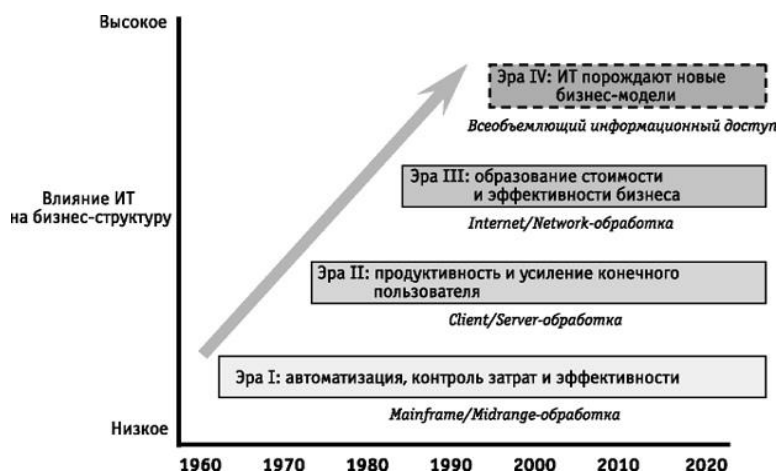 Высокое
Эра IV: ИТ порождают новые
бизнес-модели
Всеобъемлющий информационный доступ
Эра III: образование стоимости
и эффективности бизнеса
Internet/Network-обработка
Влияние ИТ
на бизнес-структуру
Эра II: продуктивность и усиление конечного
пользователя
Client/Server-обработка
Эра I: автоматизация, контроль затрат и эффективности
Mainframe/Midrange-обработка
Низкое
1960 1970 1980 1992 2000 2010 2020